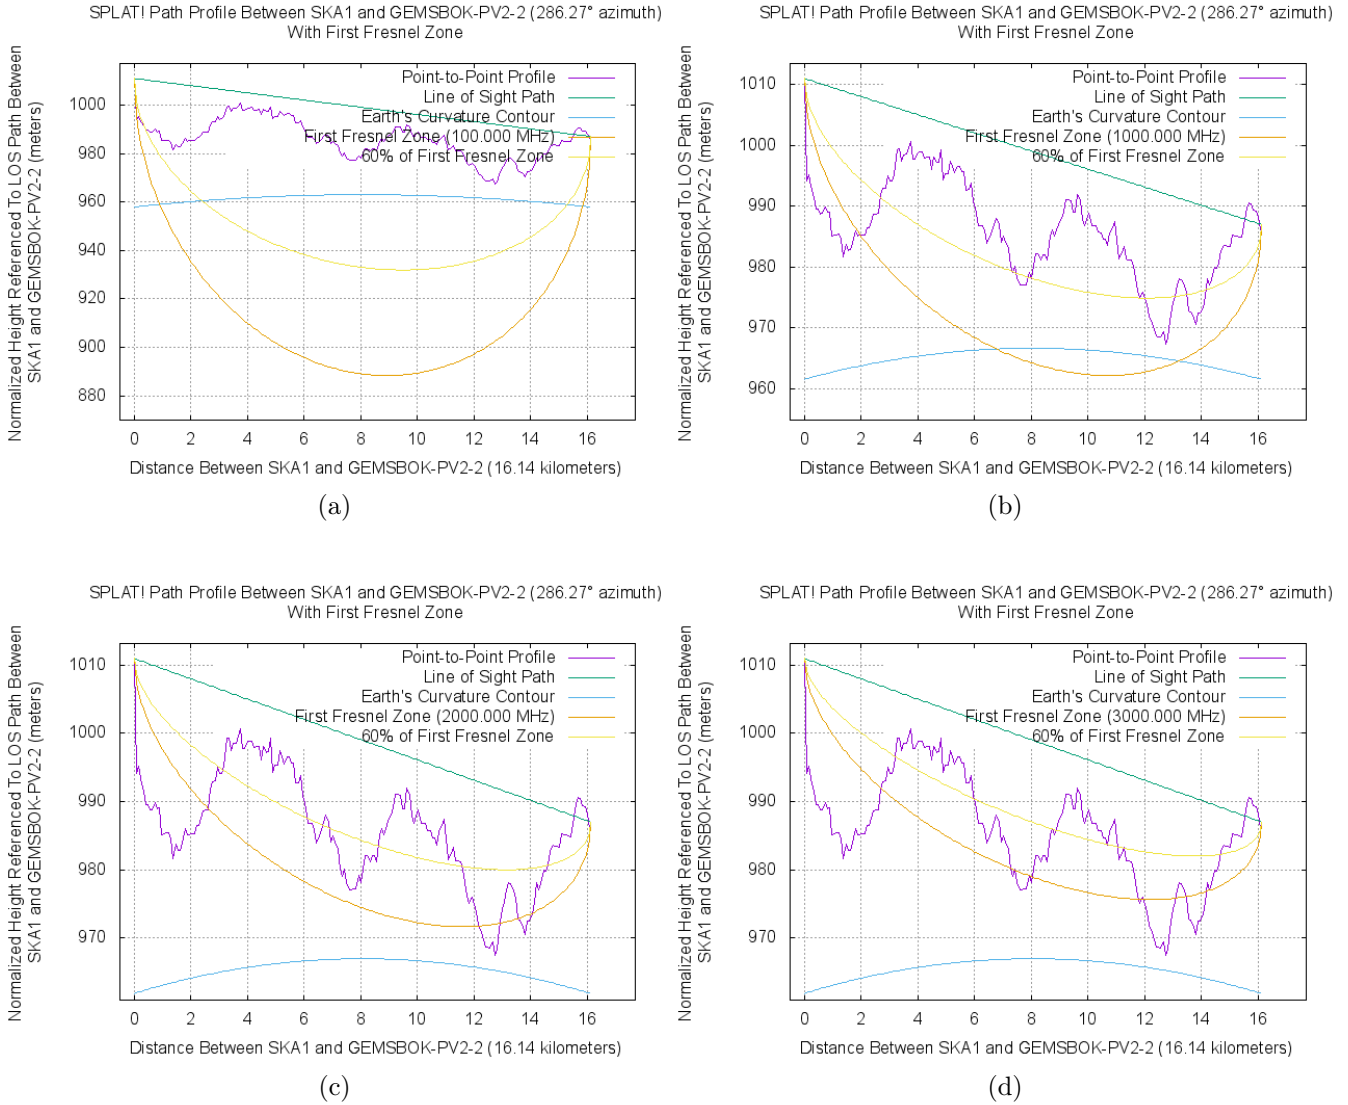 SPLAT! Path Profile Between SKA1 and GEMSBOK-PV2-2 (286.27° azimuth)
With First Fresnel Zone
Normalized Height Referenced To LOS Path Between
SKA1 and GEMSBOK-PV2-2 (meters)
Point-to-Point Profile
Line of Sight Path
Earth's Curvature Contour
First Fresnel Zone (100.000 MHz)
60% of First Fresnel Zone
1000
980
960
940
920
900
880
0 2 4 6 8 10 12 14 16
Distance Between SKA1 and GEMSBOK-PV2-2 (16.14 kilometers)
(a)
SPLAT! Path Profile Between SKA1 and GEMSBOK-PV2-2 (286.27° azimuth)
With First Fresnel Zone
Normalized Height Referenced To LOS Path Between
SKA1 and GEMSBOK-PV2-2 (meters)
Point-to-Point Profile
Line of Sight Path
Earth's Curvature Contour
First Fresnel Zone (1000.000 MHz)
60% of First Fresnel Zone
1010
1000
990
980
970
960
0 2 4 6 8 10 12 14 16
Distance Between SKA1 and GEMSBOK-PV2-2 (16.14 kilometers)
(b)
SPLAT! Path Profile Between SKA1 and GEMSBOK-PV2-2 (286.27° azimuth)
With First Fresnel Zone
Normalized Height Referenced To LOS Path Between
SKA1 and GEMSBOK-PV2-2 (meters)
Point-to-Point Profile
Line of Sight Path
Earth's Curvature Contour
First Fresnel Zone (2000.000 MHz)
60% of First Fresnel Zone
1010
1000
990
980
970
0 2 4 6 8 10 12 14 16
Distance Between SKA1 and GEMSBOK-PV2-2 (16.14 kilometers)
(c)
SPLAT! Path Profile Between SKA1 and GEMSBOK-PV2-2 (286.27° azimuth)
With First Fresnel Zone
Normalized Height Referenced To LOS Path Between
SKA1 and GEMSBOK-PV2-2 (meters)
Point-to-Point Profile
Line of Sight Path
Earth's Curvature Contour
First Fresnel Zone (3000.000 MHz)
60% of First Fresnel Zone
1010
1000
990
980
970
0 2 4 6 8 10 12 14 16
Distance Between SKA1 and GEMSBOK-PV2-2 (16.14 kilometers)
(d)